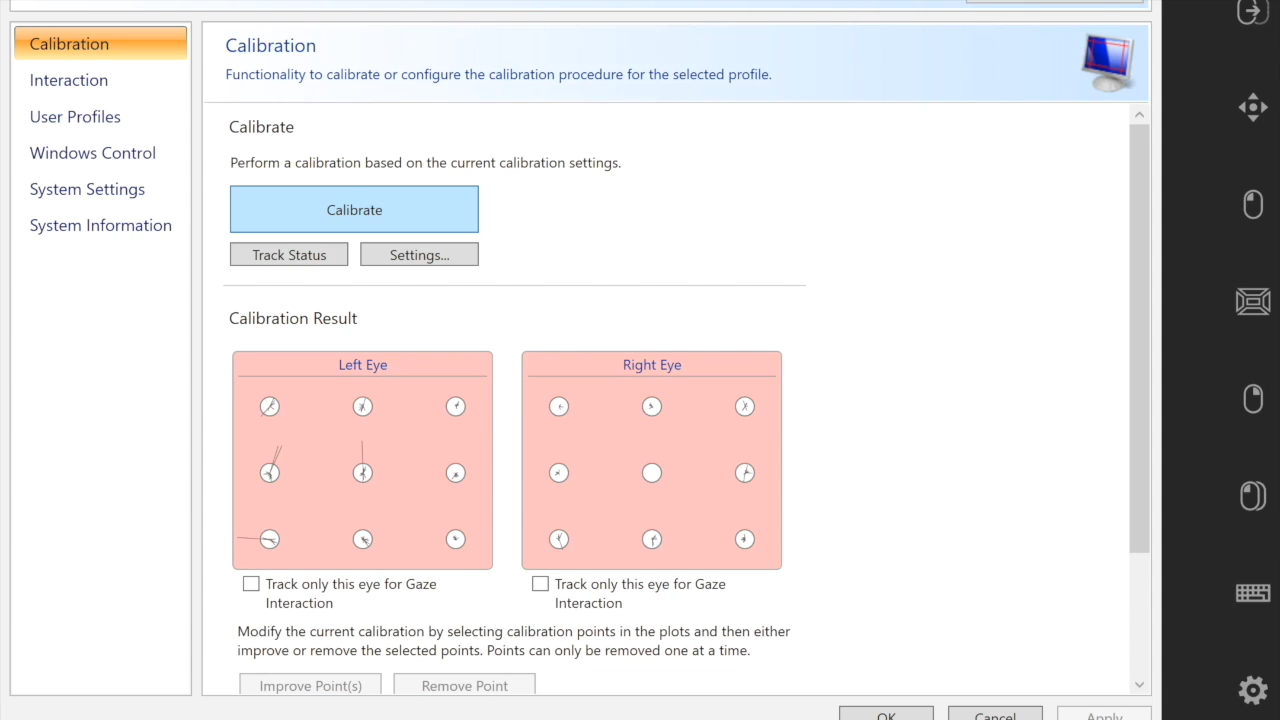 Calibration
Interaction
User Profiles
Windows Control
System Settings
System Information
Calibration
Functionality to calibrate or configure the calibration procedure for the selected profile.
Calibrate
Perform a calibration based on the current calibration settings.
Calibrate
Track Status
Settings...
Calibration Result
Left Eye
Right Eye
Track only this eye for Gaze
Interaction
Track only this eye for Gaze
Interaction
Modify the current calibration by selecting calibration points in the plots and then either
improve or remove the selected points. Points can only be removed one at a time.
Improve Point(s)
Remove Point
OK
Cancel
Apply